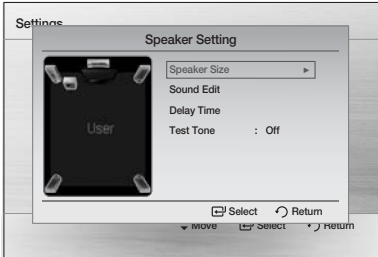 Settings
Speaker Setting
User
Speaker Size ►
Sound Edit
Delay Time
Test Tone : Off
Select Return
Move Select Return